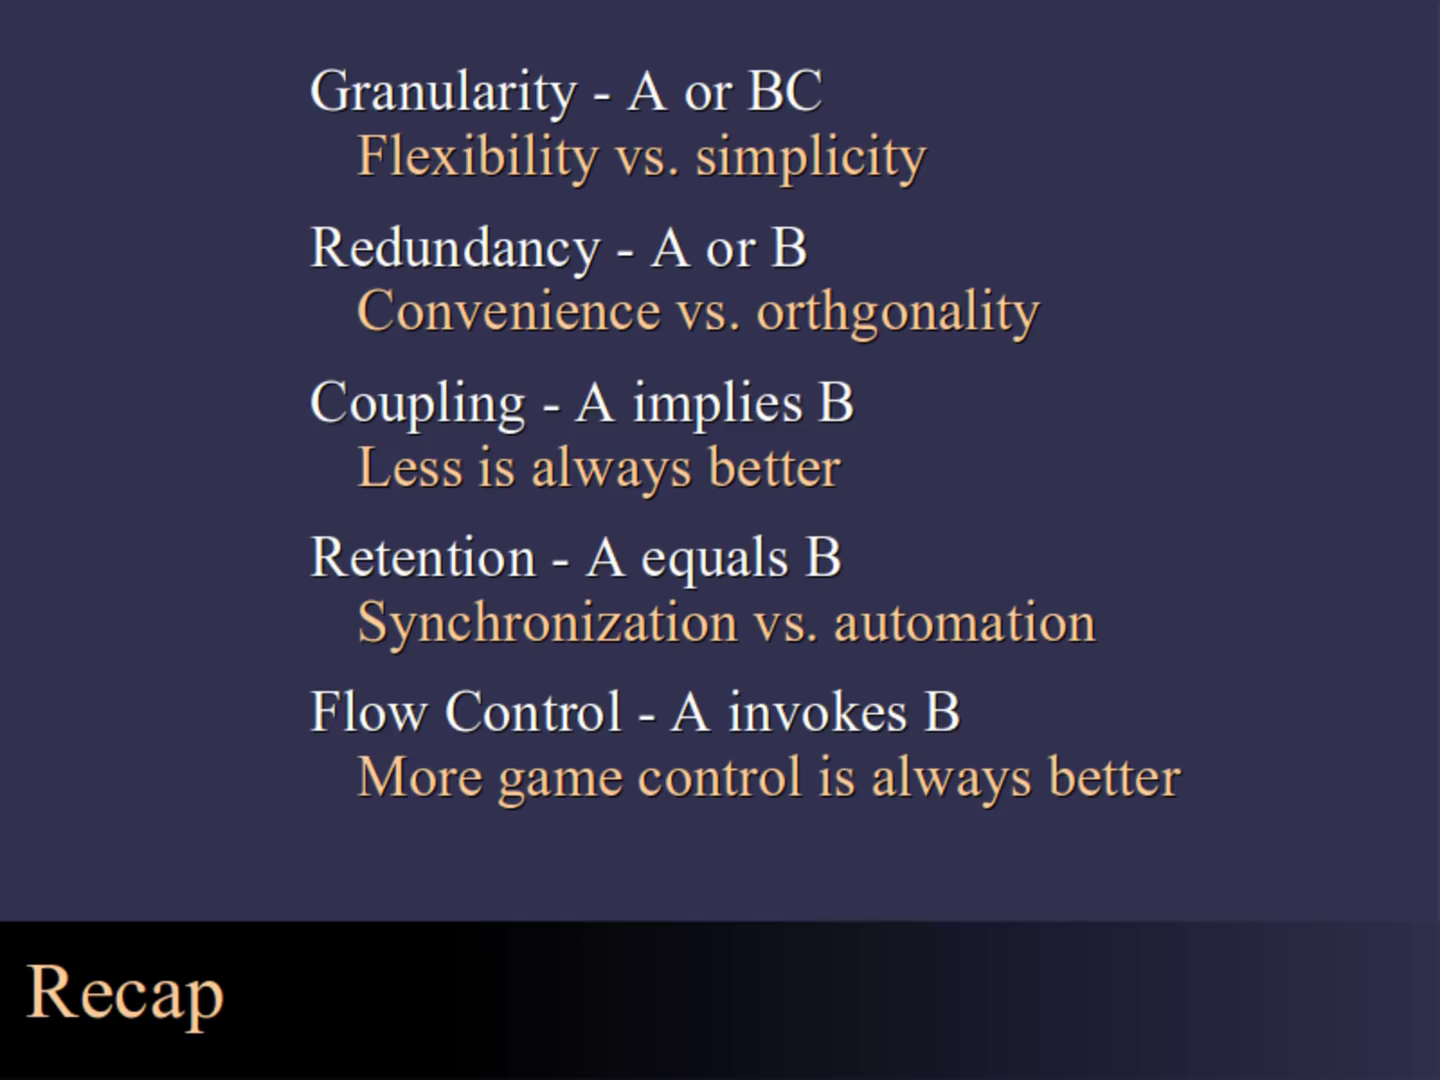 Granularity - A or BC
Flexibility vs. simplicity
Redundancy - A or B
Convenience vs. orthgonality
Coupling - A implies B
Less is always better
Retention - A equals B
Synchronization vs. automation
Flow Control - A invokes B
More game control is always better
Recap